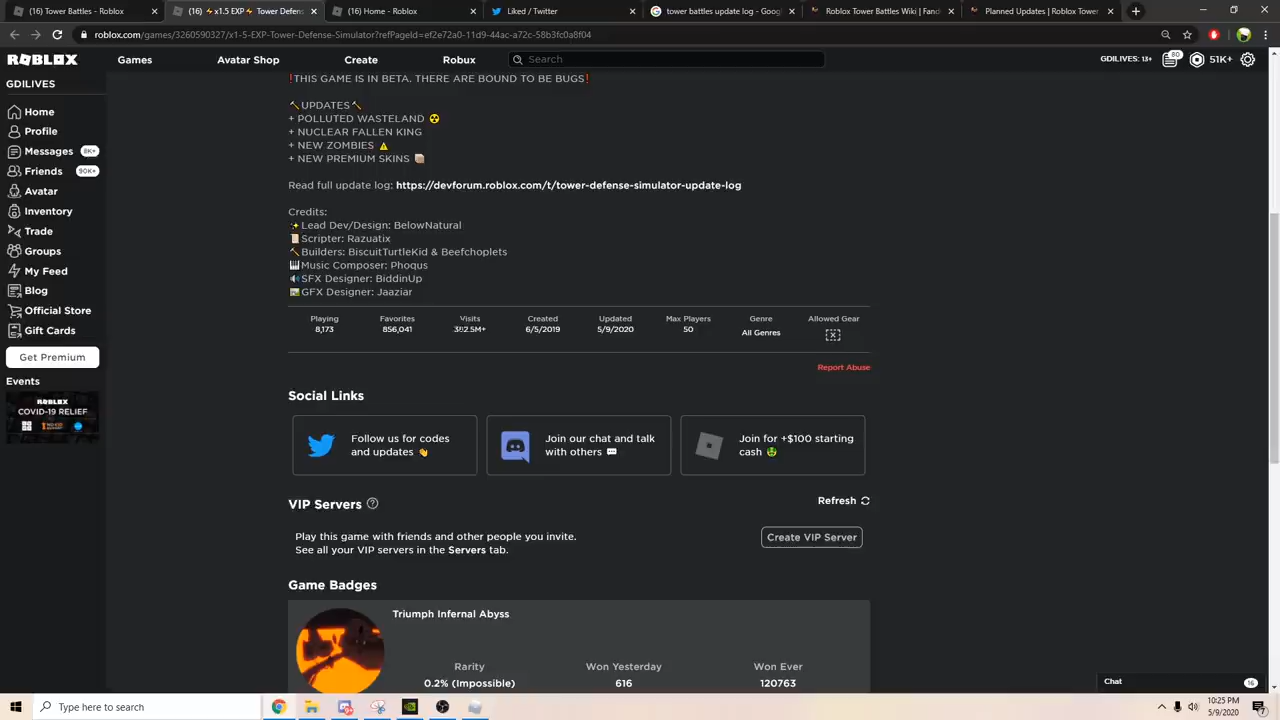 (16) Tower Battles - Roblox
(16) ⚡x1.5 EXP⚡ Tower Defens
(16) Home - Roblox
Liked / Twitter
tower battles update log - Goog
Roblox Tower Battles Wiki | Fand
Planned Updates | Roblox Tower
roblox.com/games/3260590327/x1-5-EXP-Tower-Defense-Simulator?refPageId=ef2e72a0-11d9-44ac-a72c-58b3fc0a8f04
ROBLOX
Games
Avatar Shop
Create
Robux
Search
GDILIVES: 13+
80
51K+
GDILIVES
Home
Profile
Messages 8K+
Friends 90K+
Avatar
Inventory
Trade
Groups
My Feed
Blog
Official Store
Gift Cards
Get Premium
Events
ROBLOX
COVID-19 RELIEF
❗THIS GAME IS IN BETA. THERE ARE BOUND TO BE BUGS❗
🔨UPDATES🔨
+ POLLUTED WASTELAND ☢️
+ NUCLEAR FALLEN KING
+ NEW ZOMBIES ⚠️
+ NEW PREMIUM SKINS
Read full update log: https://devforum.roblox.com/t/tower-defense-simulator-update-log
Credits:
✨Lead Dev/Design: BelowNatural
📜Scripter: Razuatix
🔨Builders: BiscuitTurtleKid & Beefchoplets
🎹Music Composer: Phoqus
🔊SFX Designer: BiddinUp
🖼️GFX Designer: Jaaziar
Playing Favorites Visits Created Updated Max Players Genre Allowed Gear
8,173 856,041 6/5/2019 5/9/2020 50 All Genres
Report Abuse
Social Links
Follow us for codes
and updates 👏
Join our chat and talk
with others 💬
Join for +$100 starting
cash 🤑
VIP Servers ?
Refresh
Play this game with friends and other people you invite.
See all your VIP servers in the Servers tab.
Create VIP Server
Game Badges
Triumph Infernal Abyss
Rarity Won Yesterday Won Ever
0.2% (Impossible) 616 120763
Chat 16
Type here to search
10:25 PM
5/9/2020